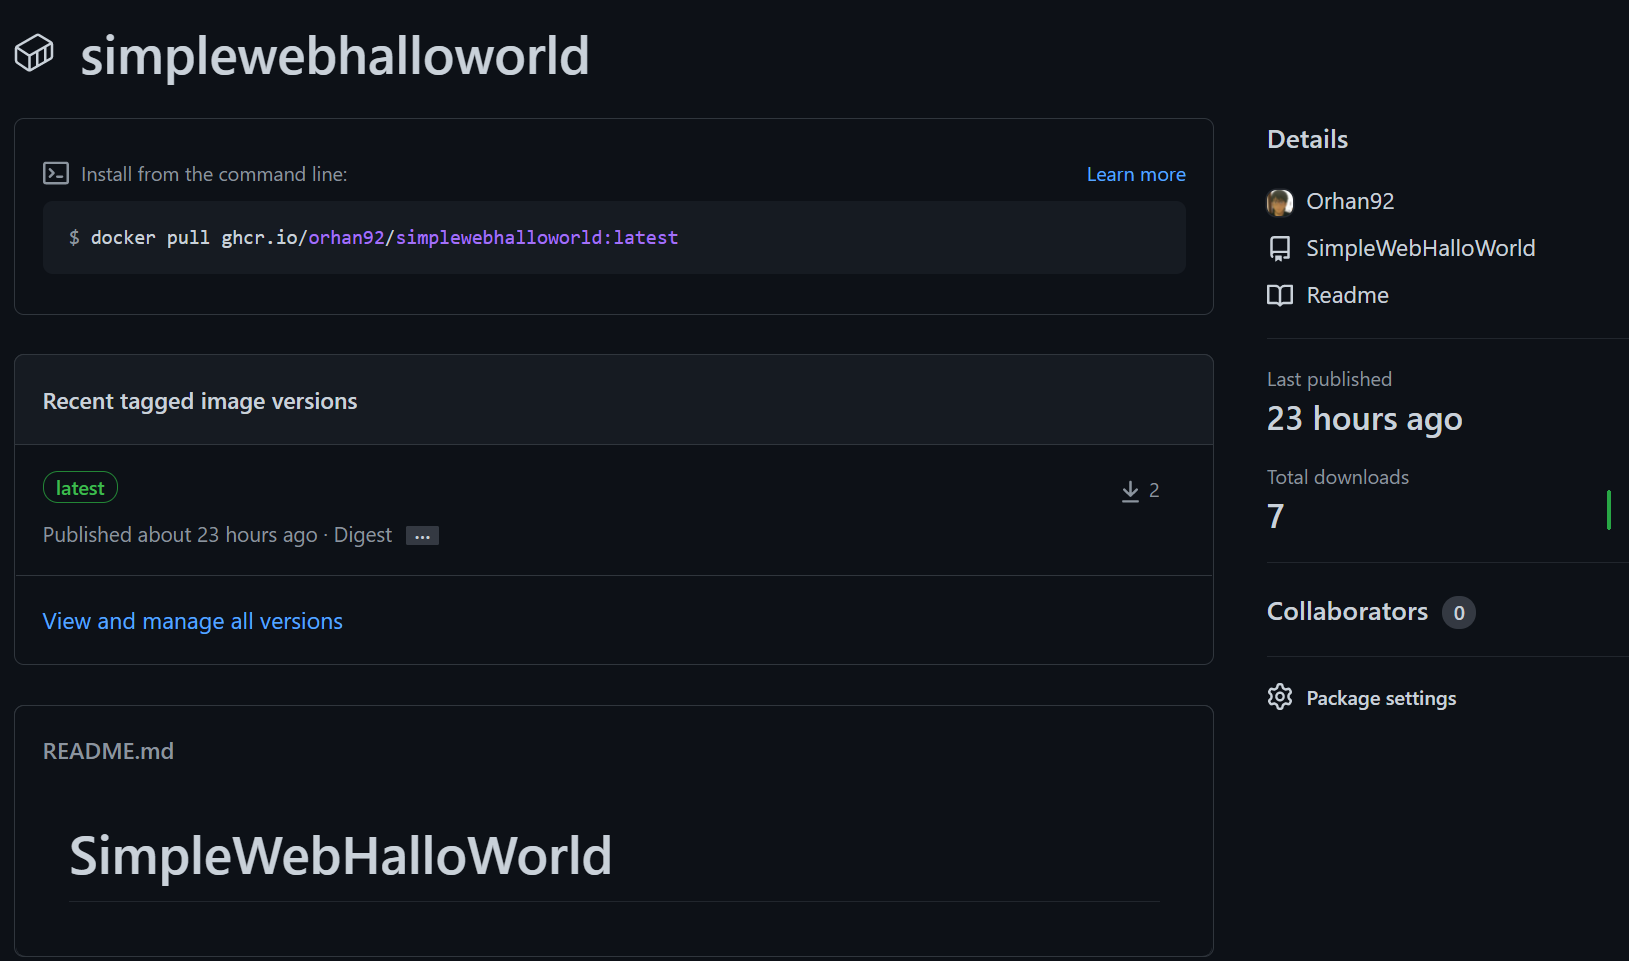 simplewebhalloworld
Install from the command line:
Learn more
$ docker pull ghcr.io/orhan92/simplewebhalloworld:latest
Recent tagged image versions
latest
2
Published about 23 hours ago · Digest ...
View and manage all versions
README.md
SimpleWebHalloWorld
Details
Orhan92
SimpleWebHalloWorld
Readme
Last published
23 hours ago
Total downloads
7
Collaborators 0
Package settings